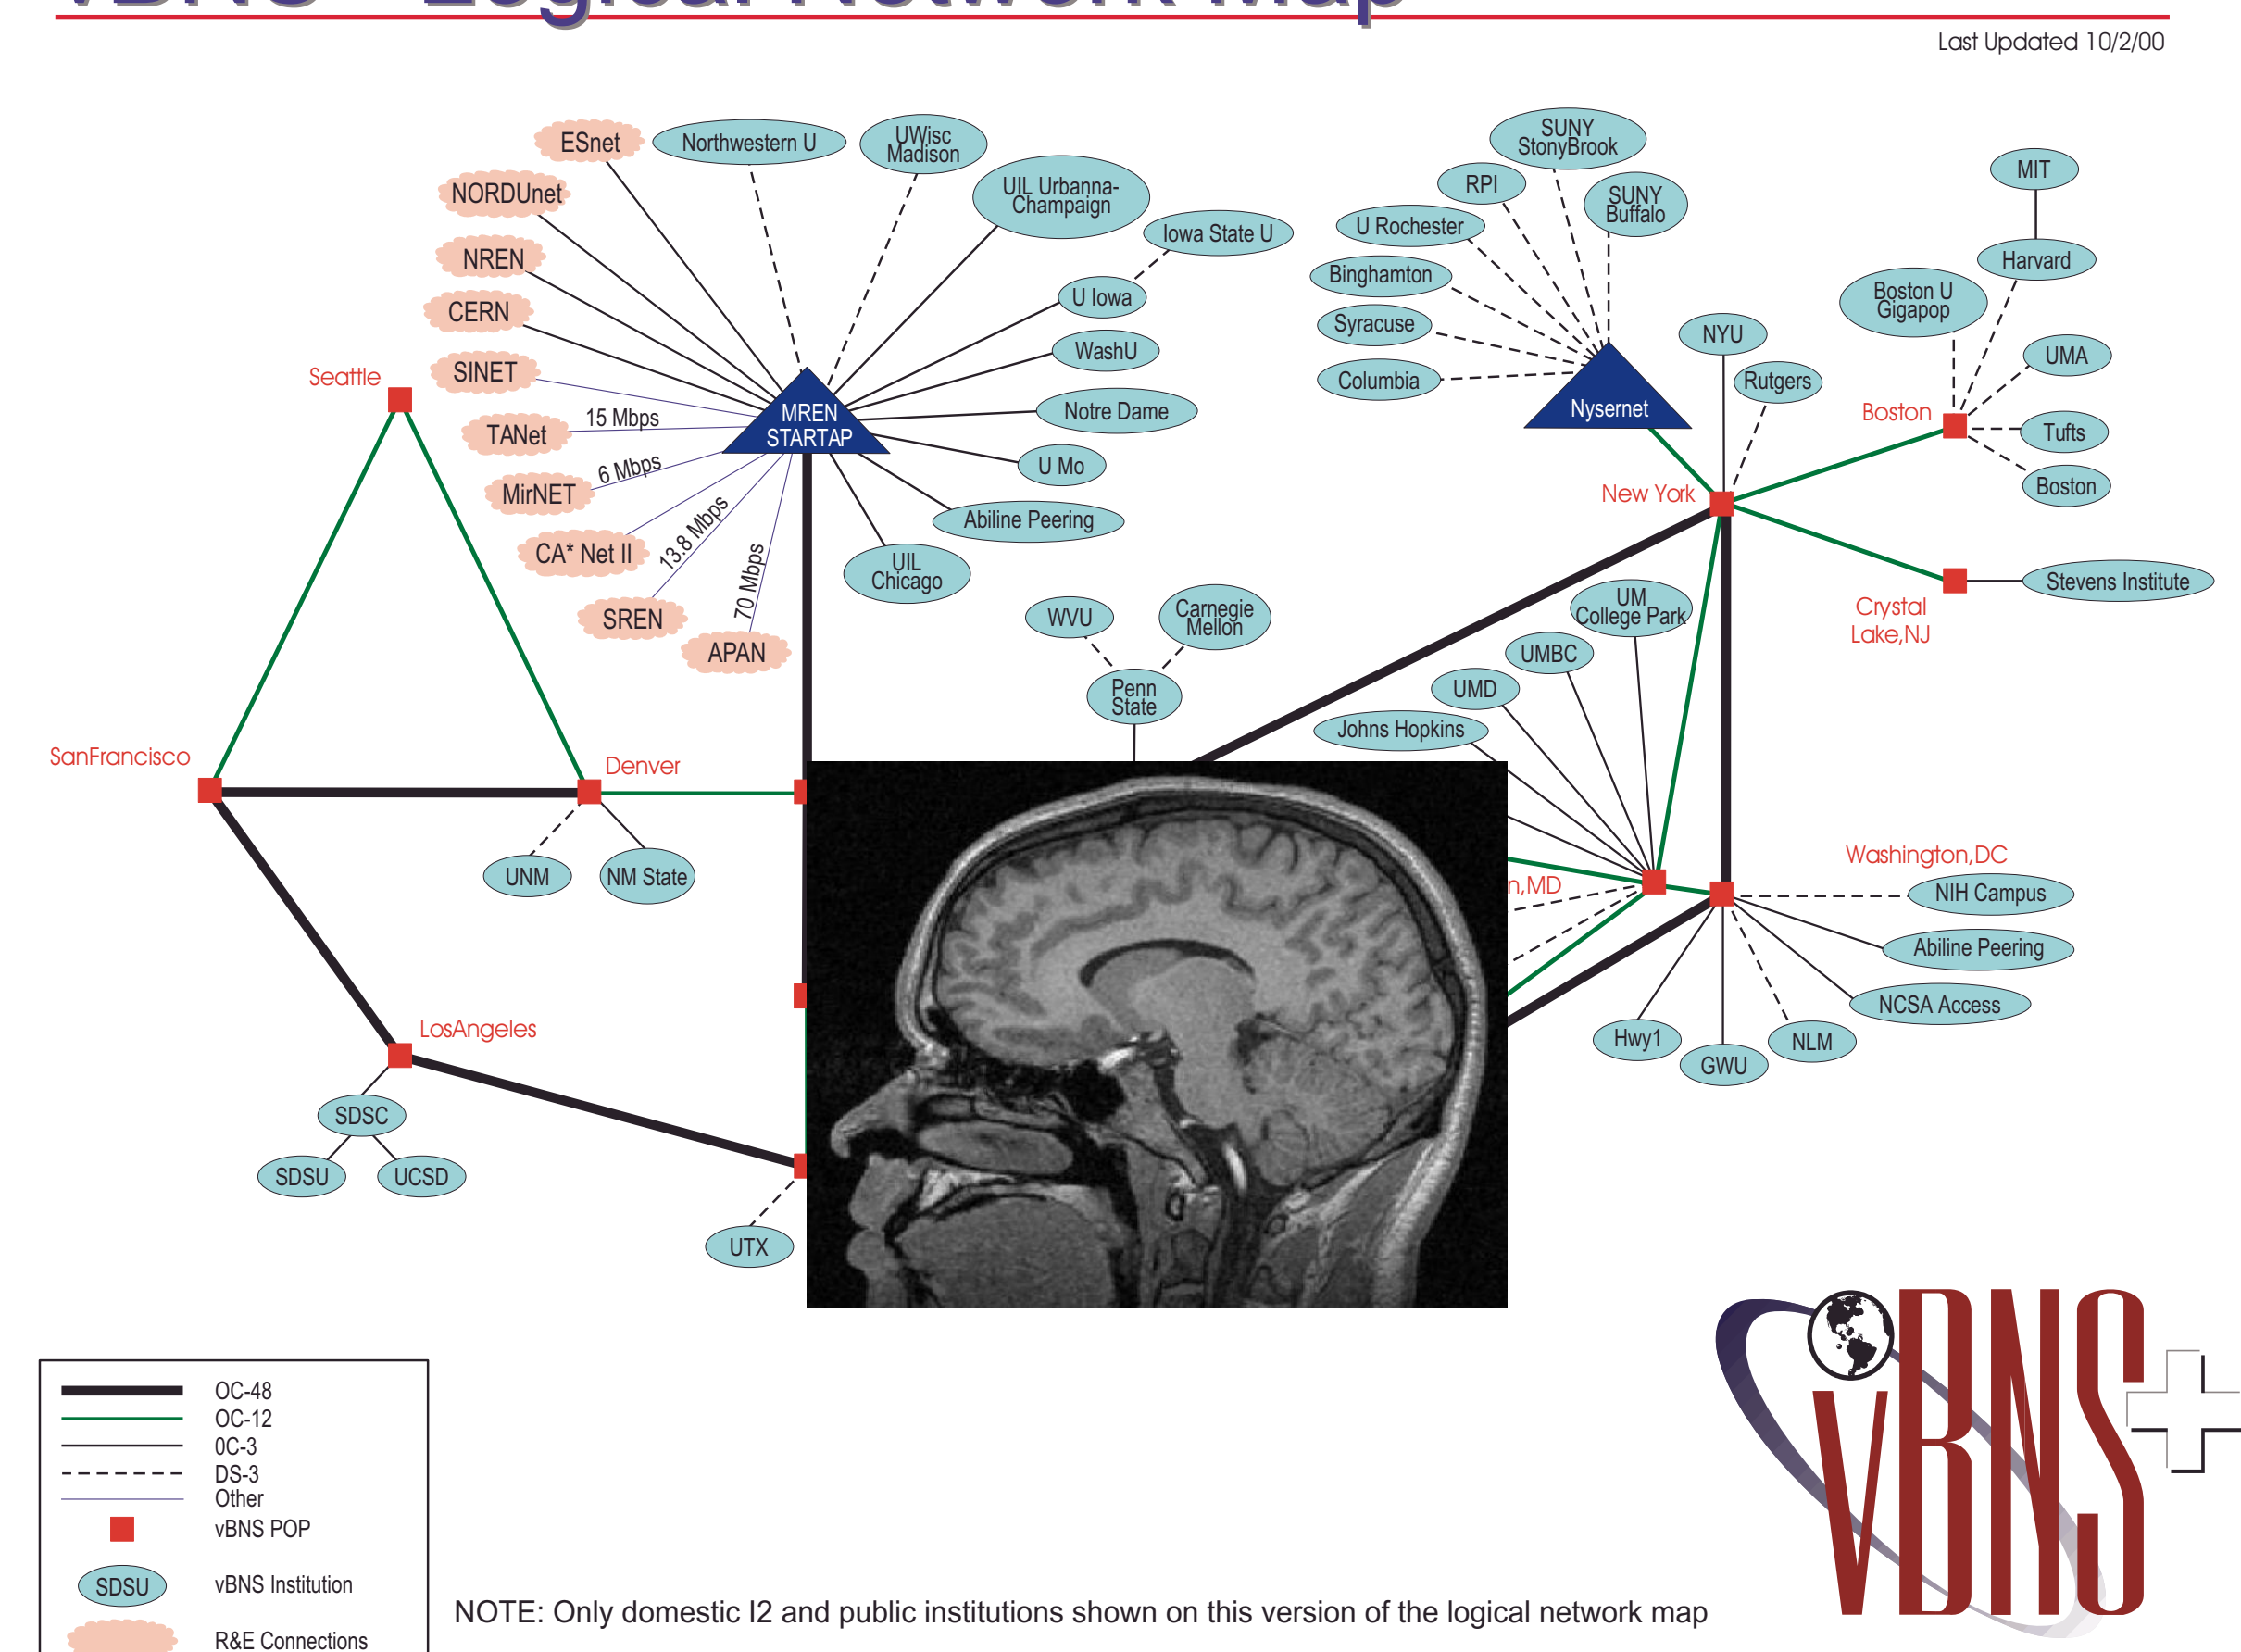 vBNS Logical Network Map
Last Updated 10/2/00
ESnet
Northwestern U
UWisc
Madison
NORDUnet
UIL Urbanna-
Champaign
Iowa State U
NREN
U Iowa
CERN
WashU
SINET
Notre Dame
MREN
STARTAP
15 Mbps
TANet
U Mo
6 Mbps
MirNET
Abiline Peering
CA* Net II
13.8 Mbps
UIL
Chicago
SREN
70 Mbps
APAN
SUNY
StonyBrook
RPI
SUNY
Buffalo
U Rochester
Binghamton
Syracuse
Columbia
Nysernet
NYU
Rutgers
MIT
Harvard
Boston U
Gigapop
UMA
Boston
Tufts
Boston
New York
Stevens Institute
Crystal
Lake,NJ
Seattle
SanFrancisco
Denver
UNM
NM State
LosAngeles
SDSC
SDSU
UCSD
UTX
WVU
Carnegie
Mellon
Penn
State
UM
College Park
UMBC
UMD
Johns Hopkins
n,MD
Washington,DC
NIH Campus
Abiline Peering
NCSA Access
NLM
GWU
Hwy1
OC-48
OC-12
0C-3
DS-3
Other
vBNS POP
SDSU
vBNS Institution
R&E Connections
NOTE: Only domestic I2 and public institutions shown on this version of the logical network map
vBNS+